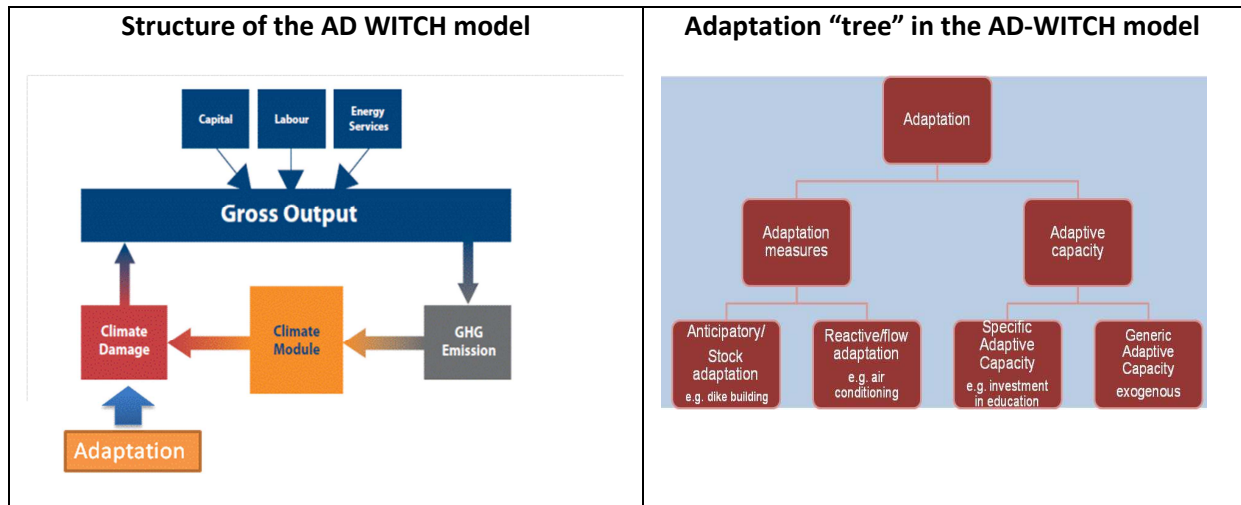 Structure of the AD WITCH model
Capital
Labour
Energy
Services
Gross Output
Climate
Damage
Climate
Module
GHG
Emission
Adaptation
Adaptation “tree” in the AD-WITCH model
Adaptation
Adaptation
measures
Adaptive
capacity
Anticipatory/
Stock
adaptation
e.g. dike building
Reactive/flow
adaptation
e.g. air
conditioning
Specific
Adaptive
Capacity
e.g. investment
in education
Generic
Adaptive
Capacity
exogenous